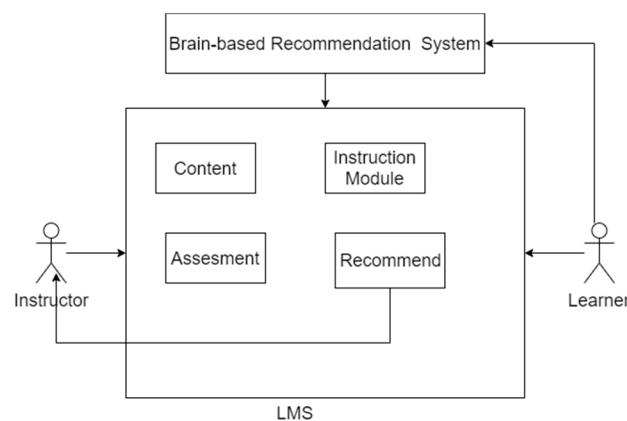 Brain-based Recommendation System
Content
Instruction
Module
Assesment
Recommend
Instructor
Learner
LMS